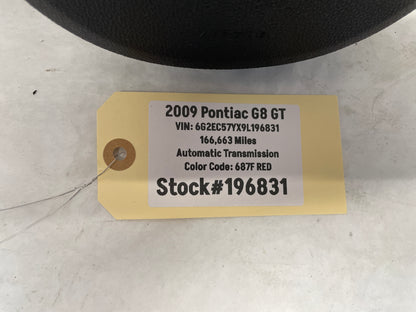 2009 Pontiac G8 GT
VIN: 6G2EC57YX9L196831
166,663 Miles
Automatic Transmission
Color Code: 687F RED
Stock#196831